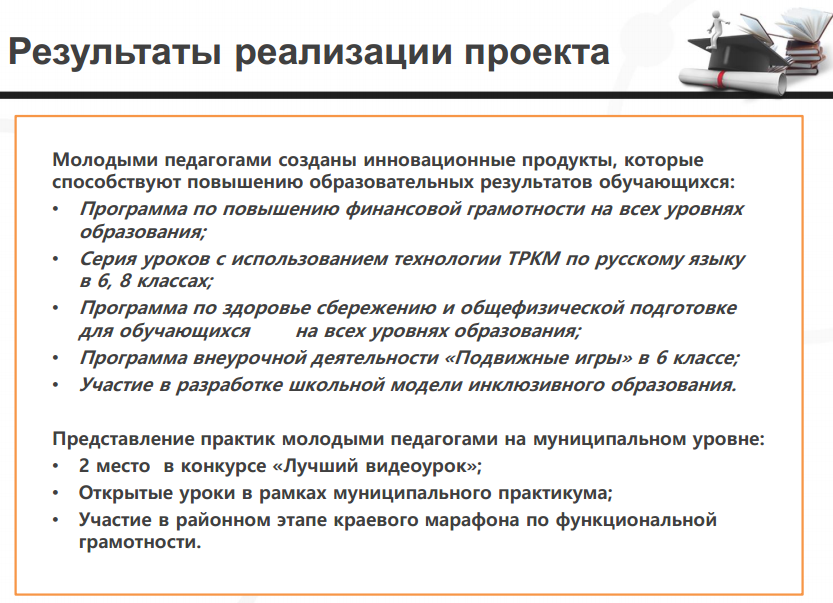 Результаты реализации проекта
Молодыми педагогами созданы инновационные продукты, которые
способствуют повышению образовательных результатов обучающихся:
• Программа по повышению финансовой грамотности на всех уровнях
образования;
• Серия уроков с использованием технологии ТРКМ по русскому языку
в 6, 8 классах;
• Программа по здоровье сбережению и общефизической подготовке
для обучающихся на всех уровнях образования;
• Программа внеурочной деятельности «Подвижные игры» в 6 классе;
• Участие в разработке школьной модели инклюзивного образования.
Представление практик молодыми педагогами на муниципальном уровне:
• 2 место в конкурсе «Лучший видеоурок»;
• Открытые уроки в рамках муниципального практикума;
• Участие в районном этапе краевого марафона по функциональной
грамотности.